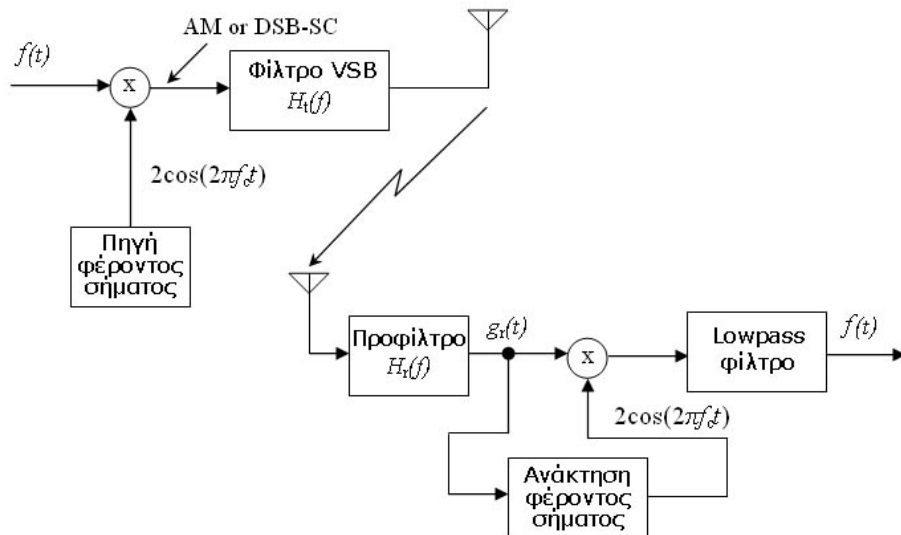 AM or DSB-SC
f(t)
x
Φίλτρο VSB
Ht(f)
2cos(2πfct)
Πηγή
φέροντος
σήματος
Προφίλτρο
Hr(f)
gr(t)
x
Lowpass
φίλτρο
f(t)
2cos(2πfct)
Ανάκτηση
φέροντος
σήματος